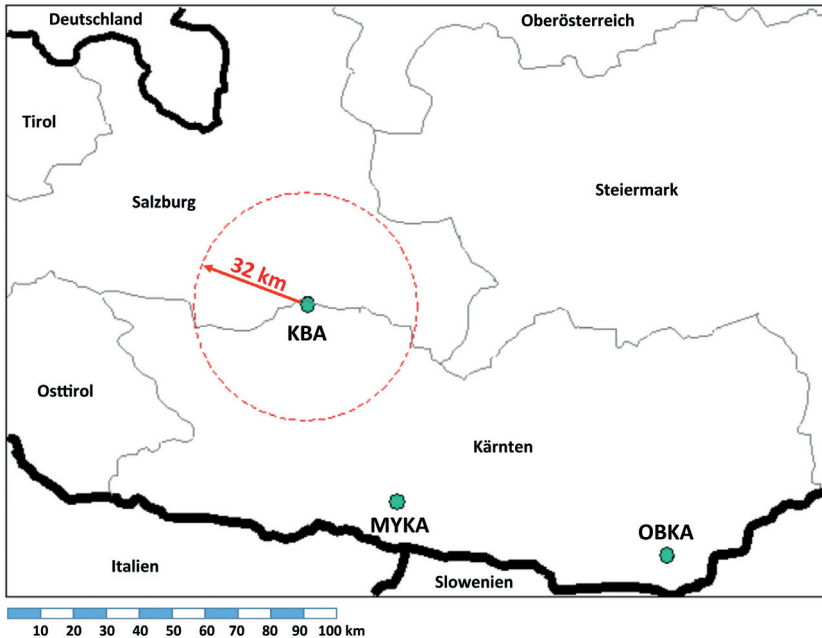 Deutschland
Oberösterreich
Tirol
Steiermark
Salzburg
32 km
KBA
Osttirol
Kärnten
MYKA
OBKA
Italien
Slowenien
10 20 30 40 50 60 70 80 90 100 km